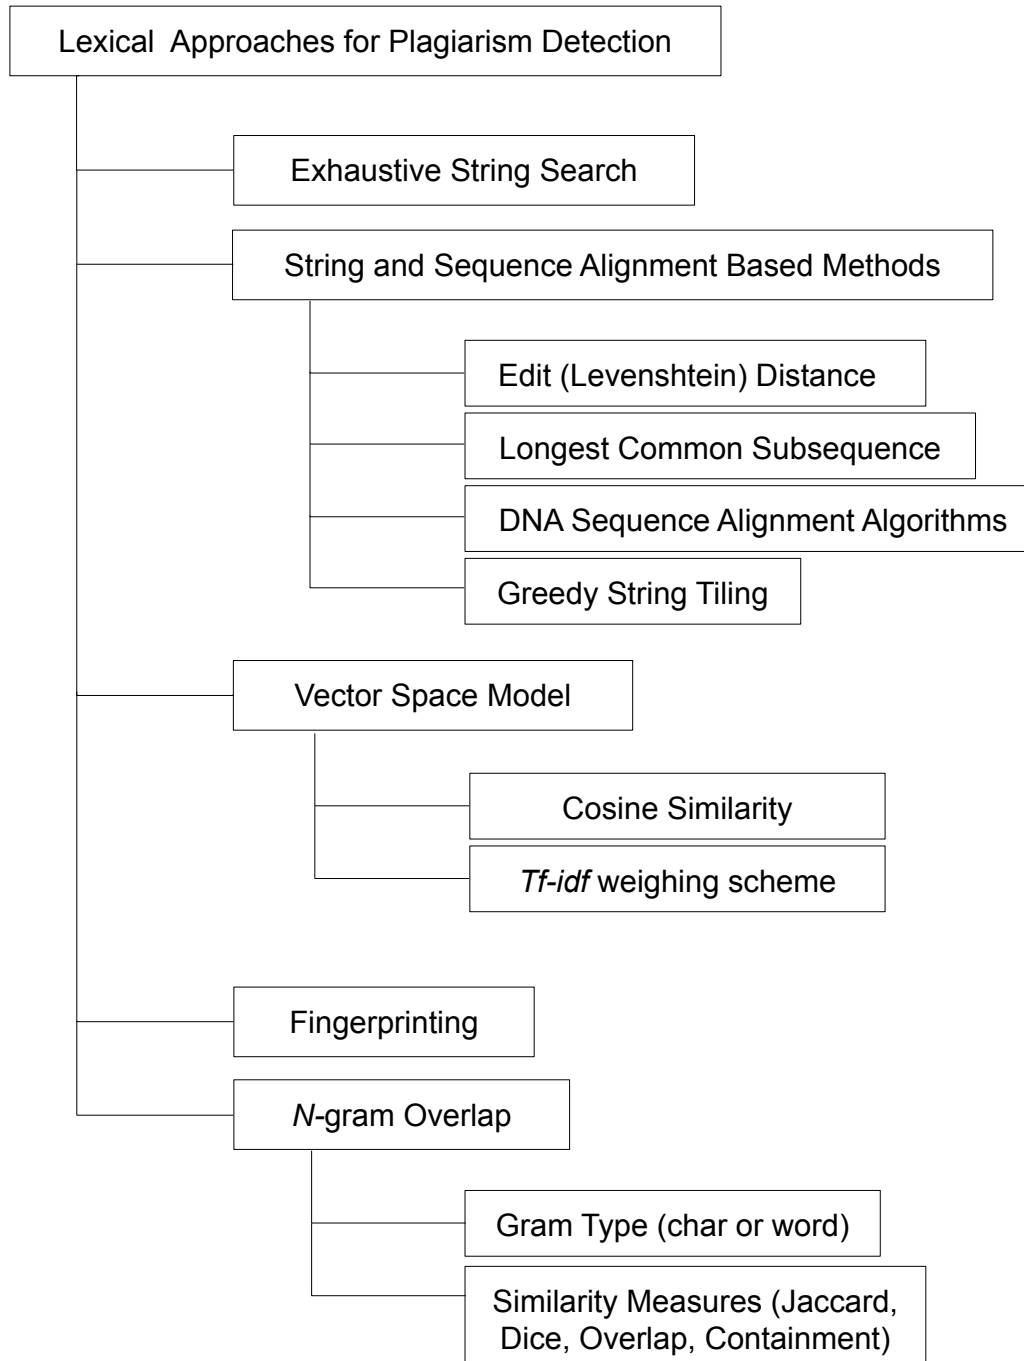 Lexical Approaches for Plagiarism Detection
Exhaustive String Search
String and Sequence Alignment Based Methods
Edit (Levenshtein) Distance
Longest Common Subsequence
DNA Sequence Alignment Algorithms
Greedy String Tiling
Vector Space Model
Cosine Similarity
Tf-idf weighing scheme
Fingerprinting
N-gram Overlap
Gram Type (char or word)
Similarity Measures (Jaccard,
Dice, Overlap, Containment)